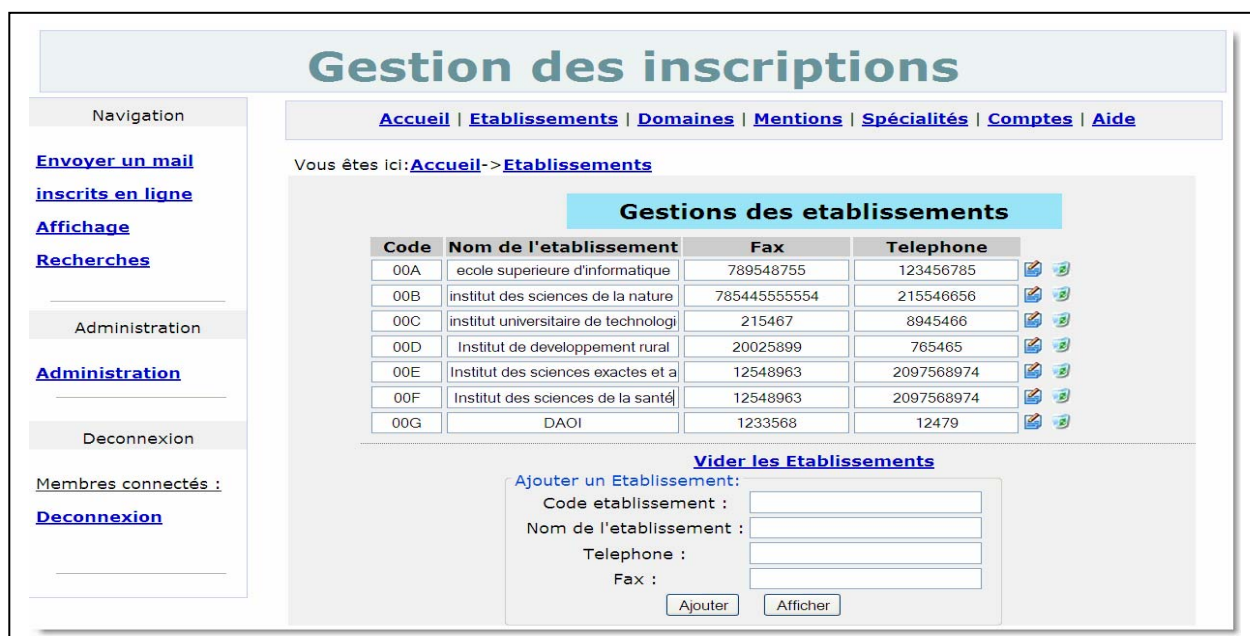 Gestion des inscriptions
Navigation
Envoyer un mail
inscrits en ligne
Affichage
Recherches
Administration
Administration
Deconnexion
Membres connectés :
Deconnexion
Accueil | Etablissements | Domaines | Mentions | Spécialités | Comptes | Aide
Vous êtes ici:Accueil->Etablissements
Gestions des etablissements
Code Nom de l'etablissement Fax Telephone
00A ecole superieure d'informatique 789548755 123456785
00B institut des sciences de la nature 785445555554 215546656
00C institut universitaire de technologi 215467 8945466
00D Institut de developpement rural 20025899 765465
00E Institut des sciences exactes et a 12548963 2097568974
00F Institut des sciences de la santé 12548963 2097568974
00G DAOI 1233568 12479
Vider les Etablissements
Ajouter un Etablissement:
Code etablissement :
Nom de l'etablissement :
Telephone :
Fax :
Ajouter Afficher